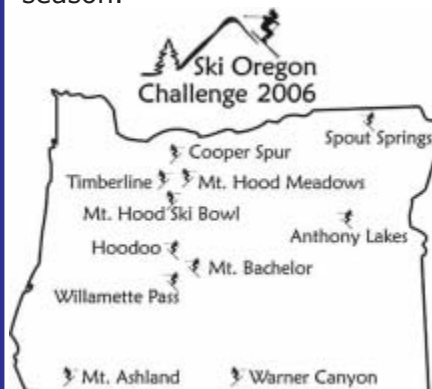 season.
Ski Oregon
Challenge 2006
Spout Springs
Cooper Spur
Timberline
Mt. Hood Meadows
Mt. Hood Ski Bowl
Anthony Lakes
Hoodoo
Mt. Bachelor
Willamette Pass
Mt. Ashland
Warner Canyon